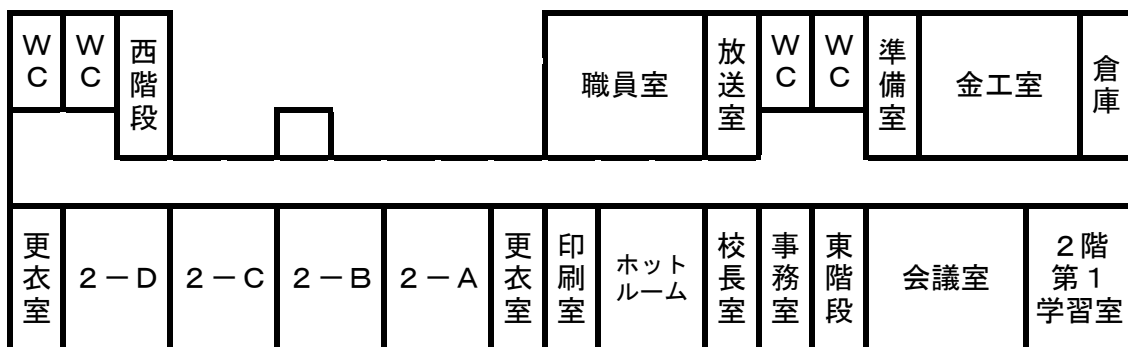 WC
WC
西階段
職員室
放送室
WC
WC
準備室
金工室
倉庫
更衣室
2-D
2-C
2-B
2-A
更衣室
印刷室
ホット
ルーム
校長室
事務室
東階段
会議室
2階
第1
学習室